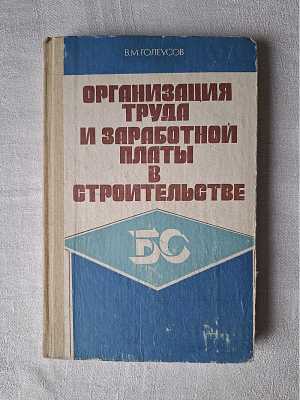 В.М.ГОЛЕУСОВ
ОРГАНИЗАЦИЯ
ТРУДА
И ЗАРАБОТНОЙ
ПЛАТЫ
В
СТРОИТЕЛЬСТВЕ
БС